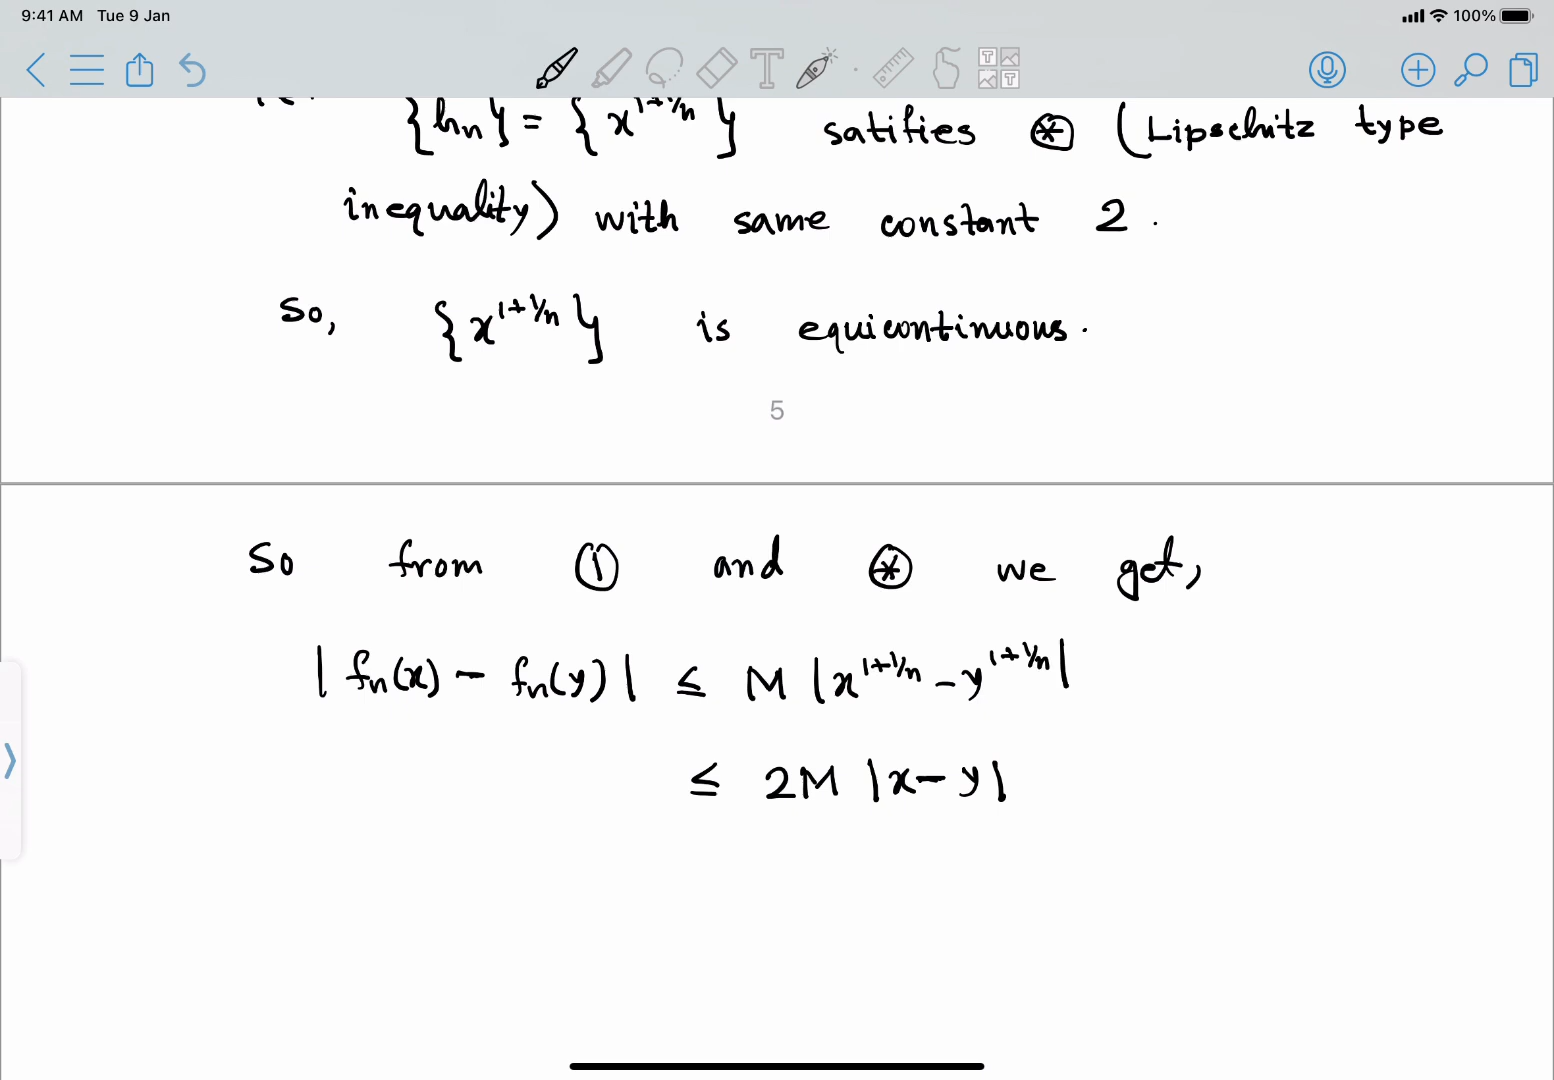 9:41 AM Tue 9 Jan 100%
{hn} = { x^{1+1/n} } satifies ⊛ (Lipschitz type
inequality) with same constant 2.
So, {x^{1+1/n}} is equicontinuous.
5
So from ① and ⊛ we get,
|fn(x) - fn(y)| ≤ M |x^{1+1/n} - y^{1+1/n}|
≤ 2M |x-y|